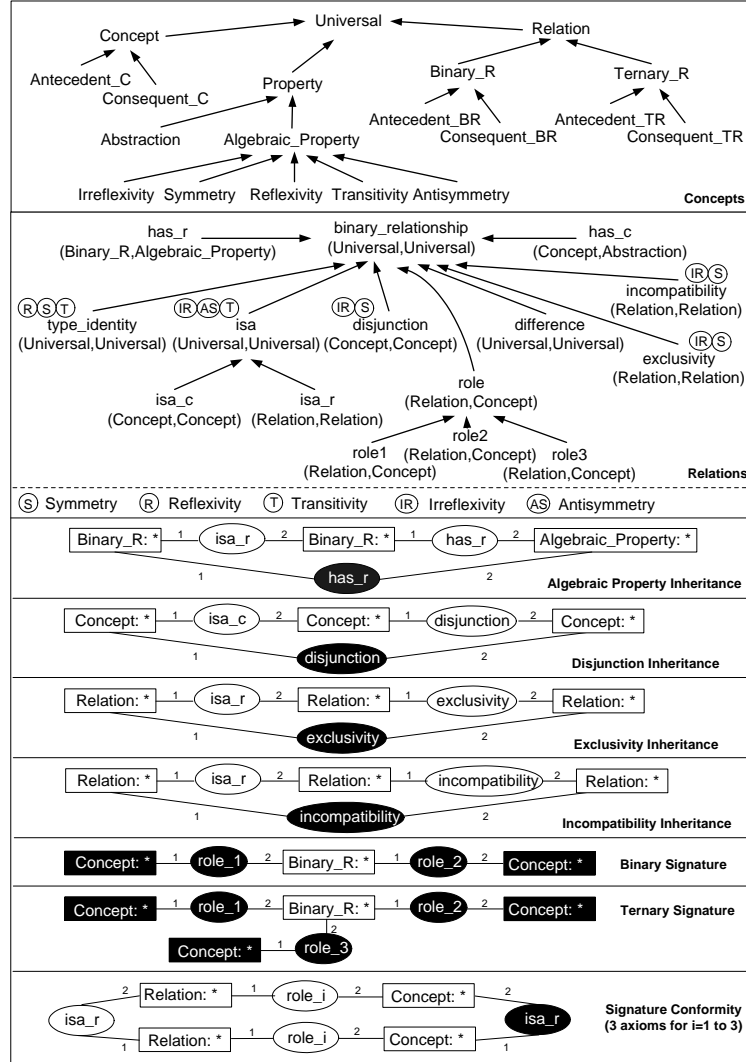 Universal
Concept
Relation
Antecedent_C
Consequent_C
Property
Binary_R
Ternary_R
Abstraction
Algebraic_Property
Antecedent_BR
Consequent_BR
Antecedent_TR
Consequent_TR
Irreflexivity Symmetry Reflexivity Transitivity Antisymmetry
Concepts
has_r
(Binary_R,Algebraic_Property)
binary_relationship
(Universal,Universal)
has_c
(Concept,Abstraction)
IR S
incompatibility
(Relation,Relation)
R S T
type_identity
(Universal,Universal)
IR AS T
isa
(Universal,Universal)
IR S
disjunction
(Concept,Concept)
difference
(Universal,Universal)
IR S
exclusivity
(Relation,Relation)
isa_c
(Concept,Concept)
isa_r
(Relation,Relation)
role
(Relation,Concept)
role1
(Relation,Concept)
role2
(Relation,Concept)
role3
(Relation,Concept)
Relations
S Symmetry R Reflexivity T Transitivity IR Irreflexivity AS Antisymmetry
Binary_R: * 1 isa_r 2 Binary_R: * 1 has_r 2 Algebraic_Property: *
1 has_r 2
Algebraic Property Inheritance
Concept: * 1 isa_c 2 Concept: * 1 disjunction 2 Concept: *
1 disjunction 2
Disjunction Inheritance
Relation: * 1 isa_r 2 Relation: * 1 exclusivity 2 Relation: *
1 exclusivity 2
Exclusivity Inheritance
Relation: * 1 isa_r 2 Relation: * 1 incompatibility 2 Relation: *
1 incompatibility 2
Incompatibility Inheritance
Concept: * 1 role_1 2 Binary_R: * 1 role_2 2 Concept: *
Binary Signature
Concept: * 1 role_1 2 Binary_R: * 1 role_2 2 Concept: *
Ternary Signature
2
Concept: * 1 role_3
2 Relation: * 1 role_i 2 Concept: * 2
isa_r
isa_r
1 Relation: * 1 role_i 2 Concept: * 1
Signature Conformity
(3 axioms for i=1 to 3)